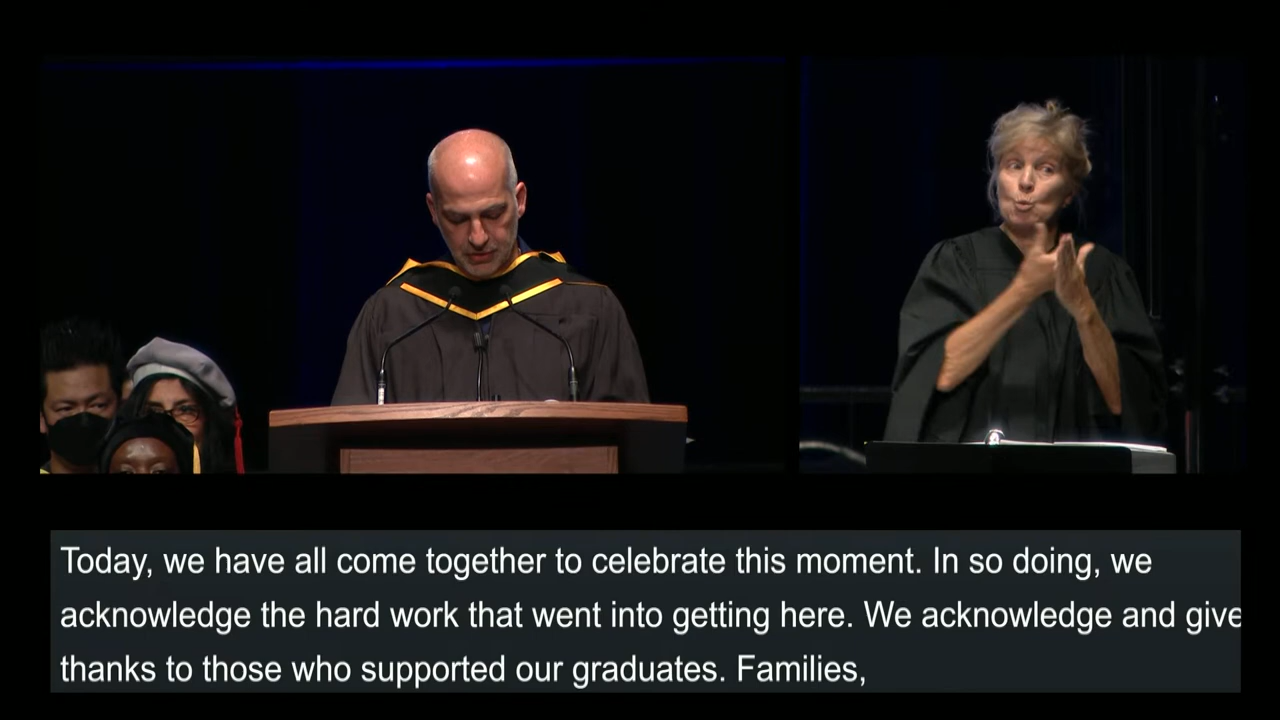 Today, we have all come together to celebrate this moment. In so doing, we
acknowledge the hard work that went into getting here. We acknowledge and give
thanks to those who supported our graduates. Families,